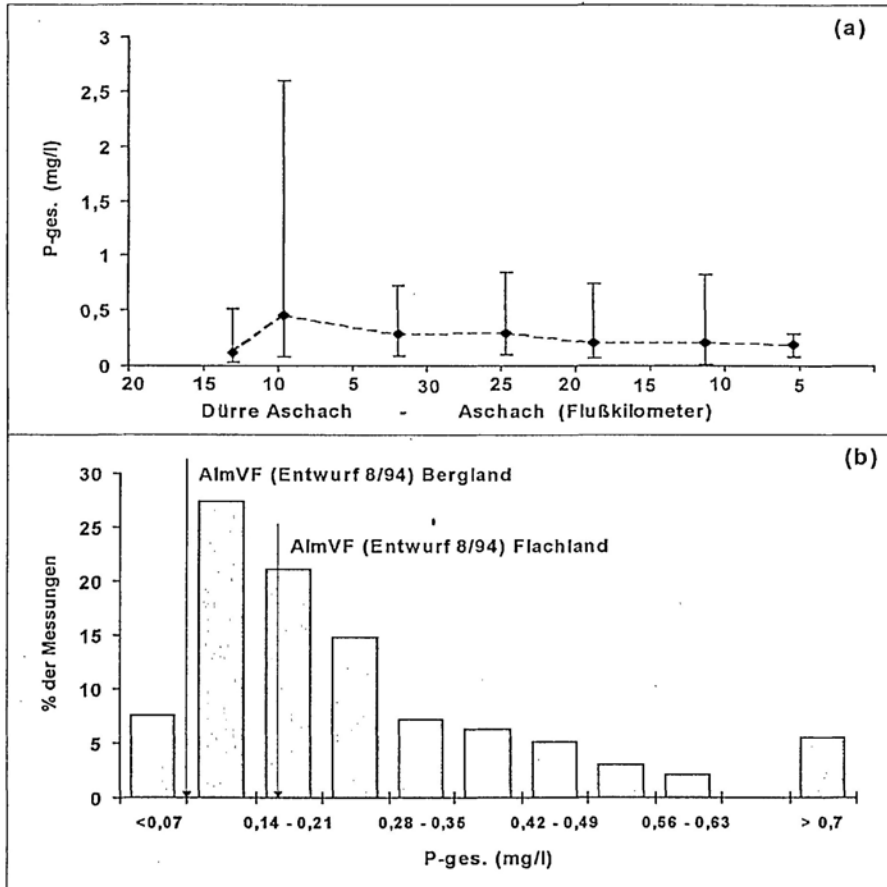 (a)
3
2,5
2
1,5
1
0,5
0
P-ges. (mg/l)
20 15 10 5 30 25 20 15 10 5
Dürre Aschach - Aschach (Flußkilometer)
(b)
30
25
20
15
10
5
0
% der Messungen
AImVF (Entwurf 8/94) Bergland
AImVF (Entwurf 8/94) Flachland
<0,07 0,14 - 0,21 0,28 - 0,35 0,42 - 0,49 0,56 - 0,63 > 0,7
P-ges. (mg/l)